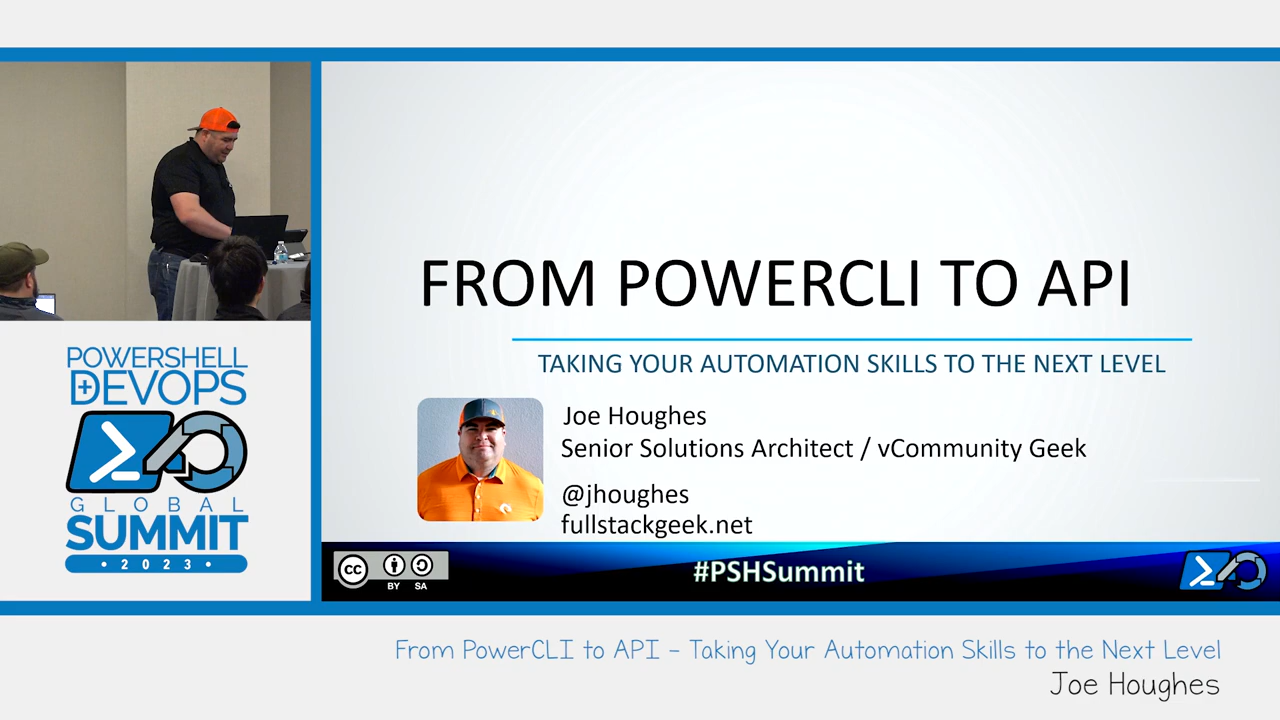 FROM POWERCLI TO API
TAKING YOUR AUTOMATION SKILLS TO THE NEXT LEVEL
Joe Houghes
Senior Solutions Architect / vCommunity Geek
@jhoughes
fullstackgeek.net
cc
BY SA
#PSHSummit
POWERSHELL
+DEVOPS
GLOBAL
SUMMIT
• 2023 •
From PowerCLI to API - Taking Your Automation Skills to the Next Level
Joe Houghes